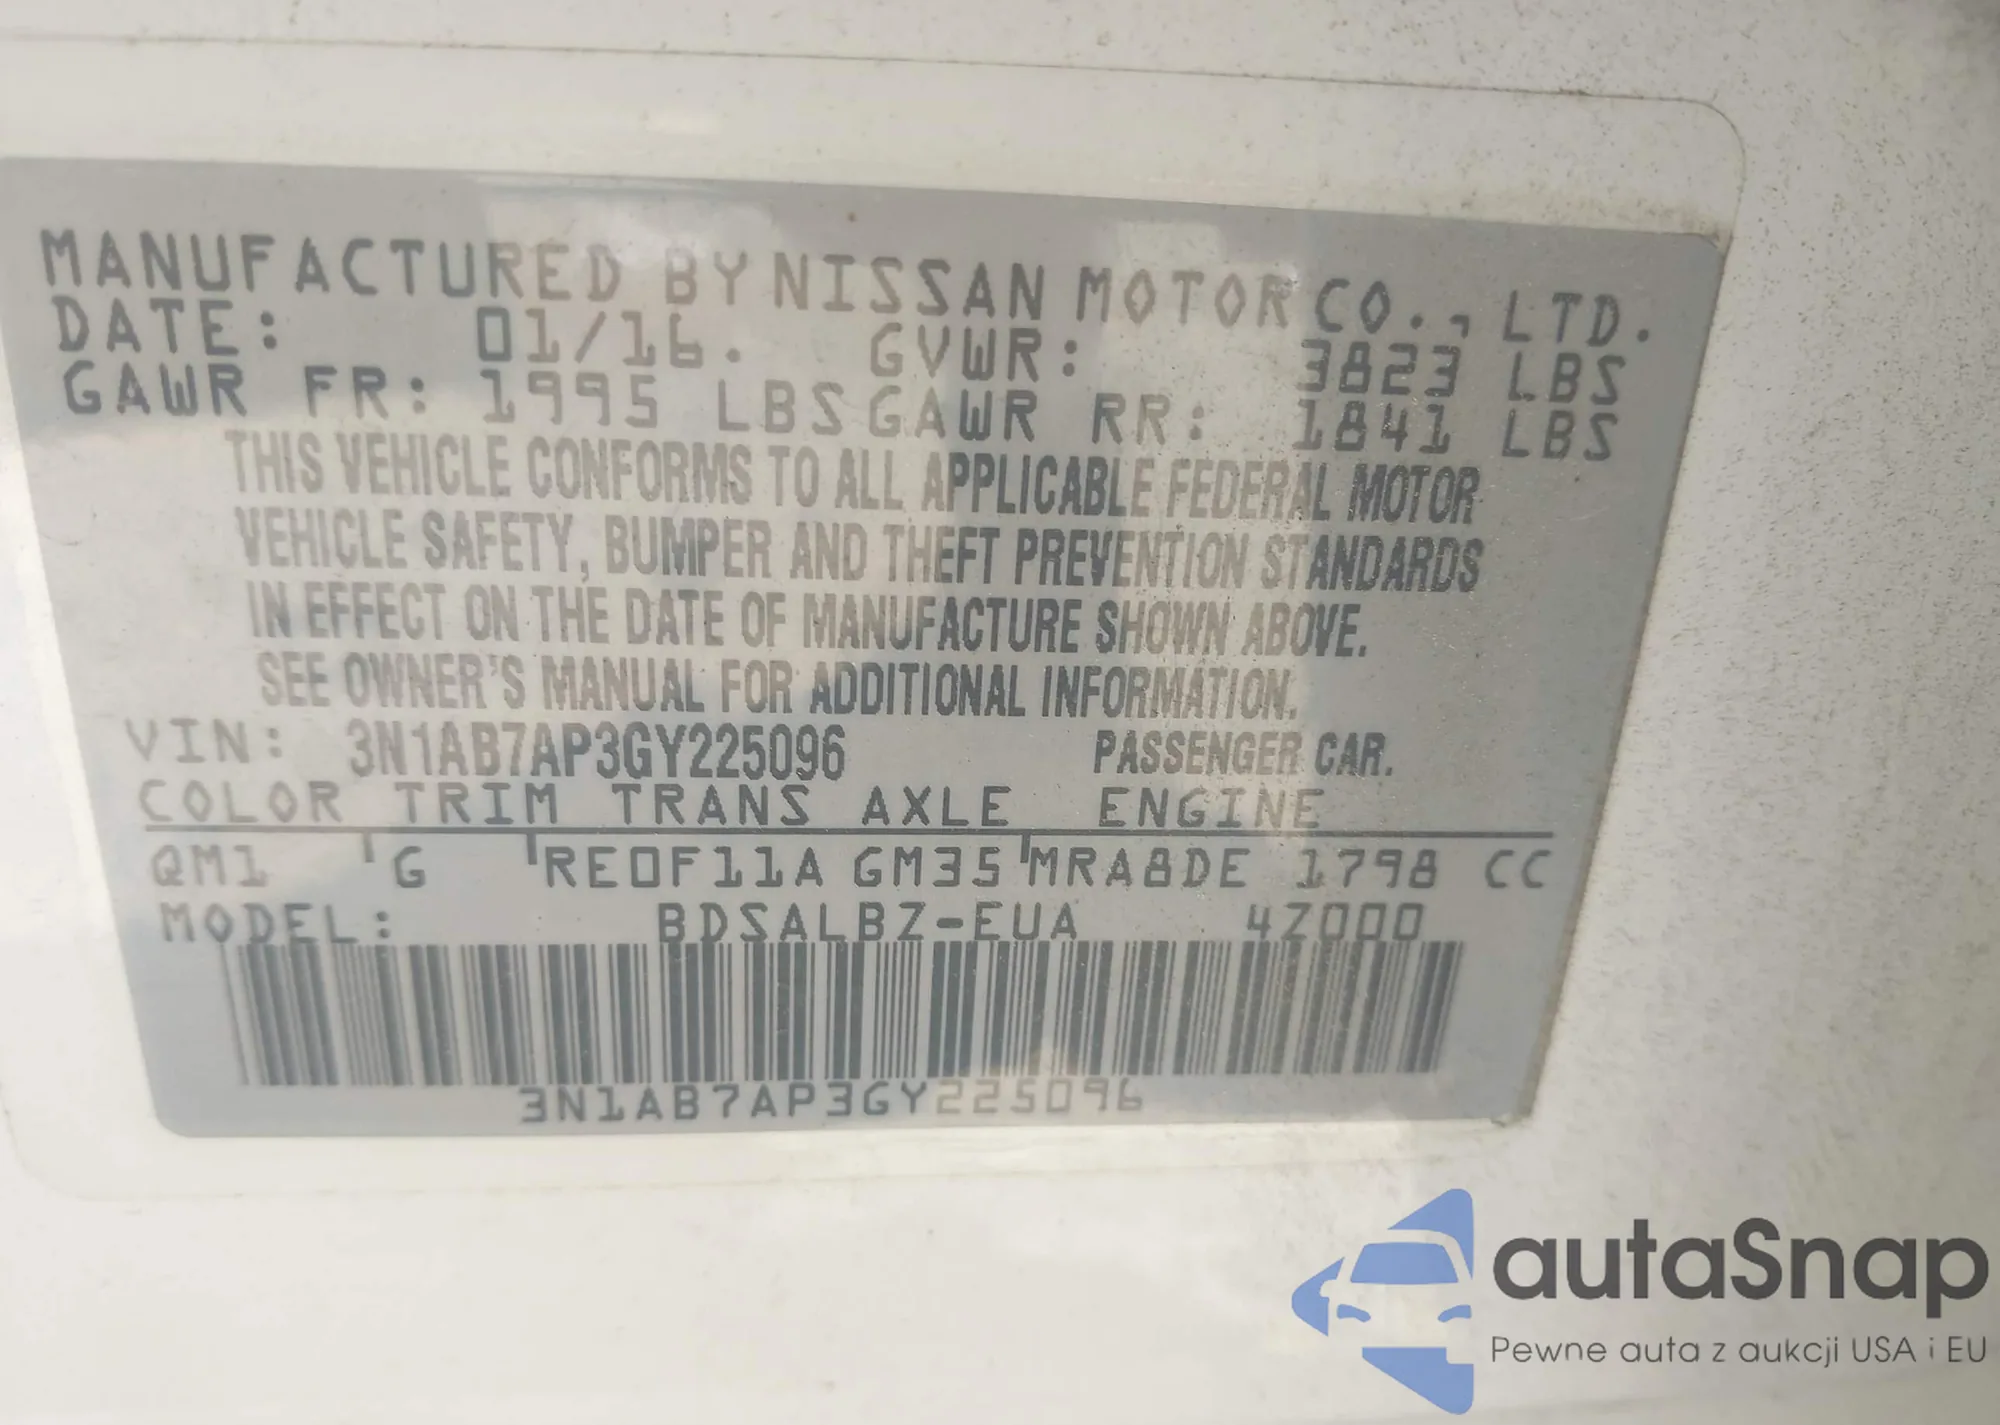 MANUFACTURED BY NISSAN MOTOR CO., LTD.
DATE: 01/16. GVWR: 3823 LBS
GAWR FR: 1995 LBS GAWR RR: 1841 LBS
THIS VEHICLE CONFORMS TO ALL APPLICABLE FEDERAL MOTOR
VEHICLE SAFETY, BUMPER AND THEFT PREVENTION STANDARDS
IN EFFECT ON THE DATE OF MANUFACTURE SHOWN ABOVE.
SEE OWNER'S MANUAL FOR ADDITIONAL INFORMATION.
VIN: 3N1AB7AP3GY225096 PASSENGER CAR.
COLOR TRIM TRANS AXLE ENGINE
QM1 G RE0F11A GM35 MRA8DE 1798 CC
MODEL: BDSALBZ-EUA 4Z000
3N1AB7AP3GY225096
autaSnap
Pewne auta z aukcji USA i EU